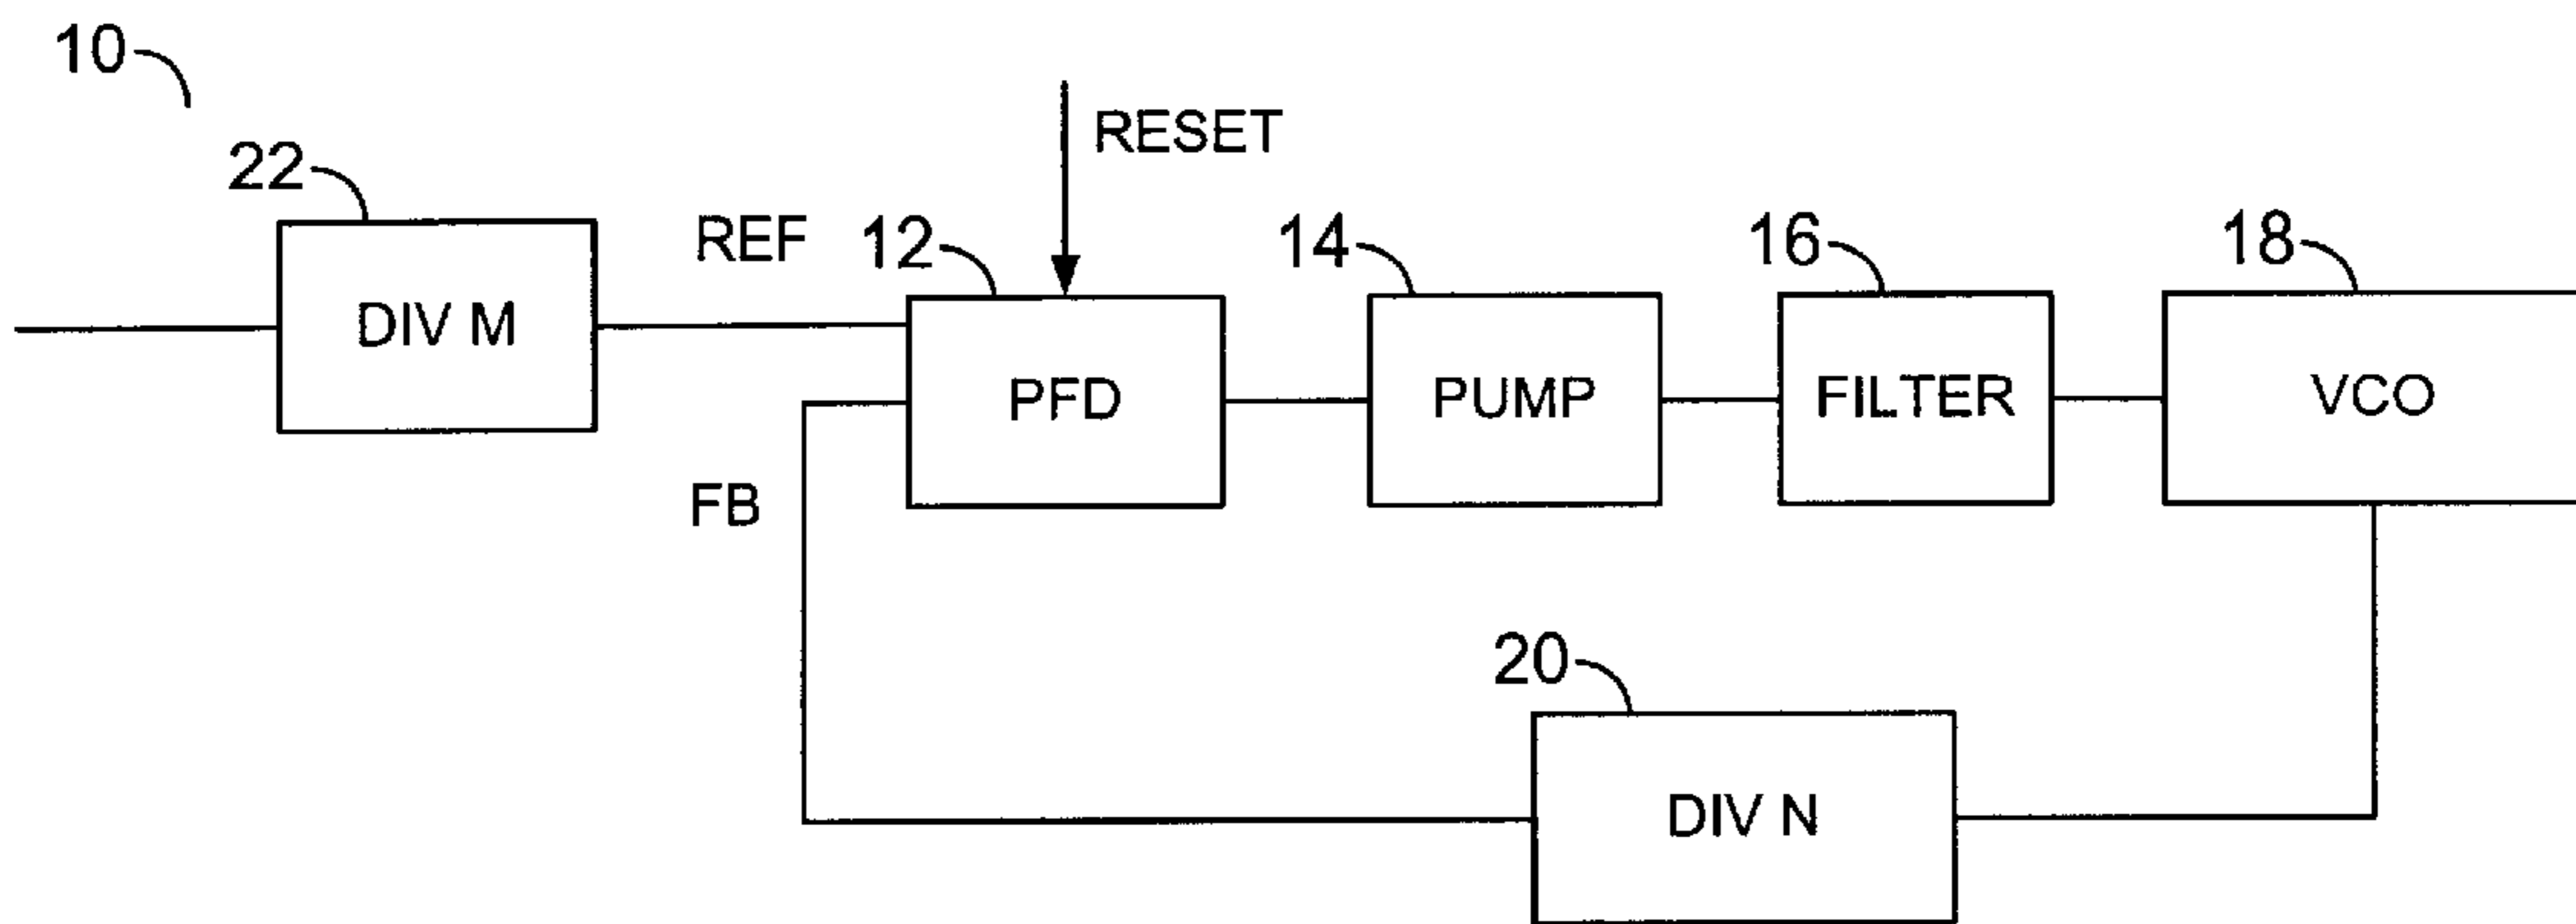 10
RESET
22
REF
12
14
16
18
DIV M
PFD
PUMP
FILTER
VCO
FB
20
DIV N